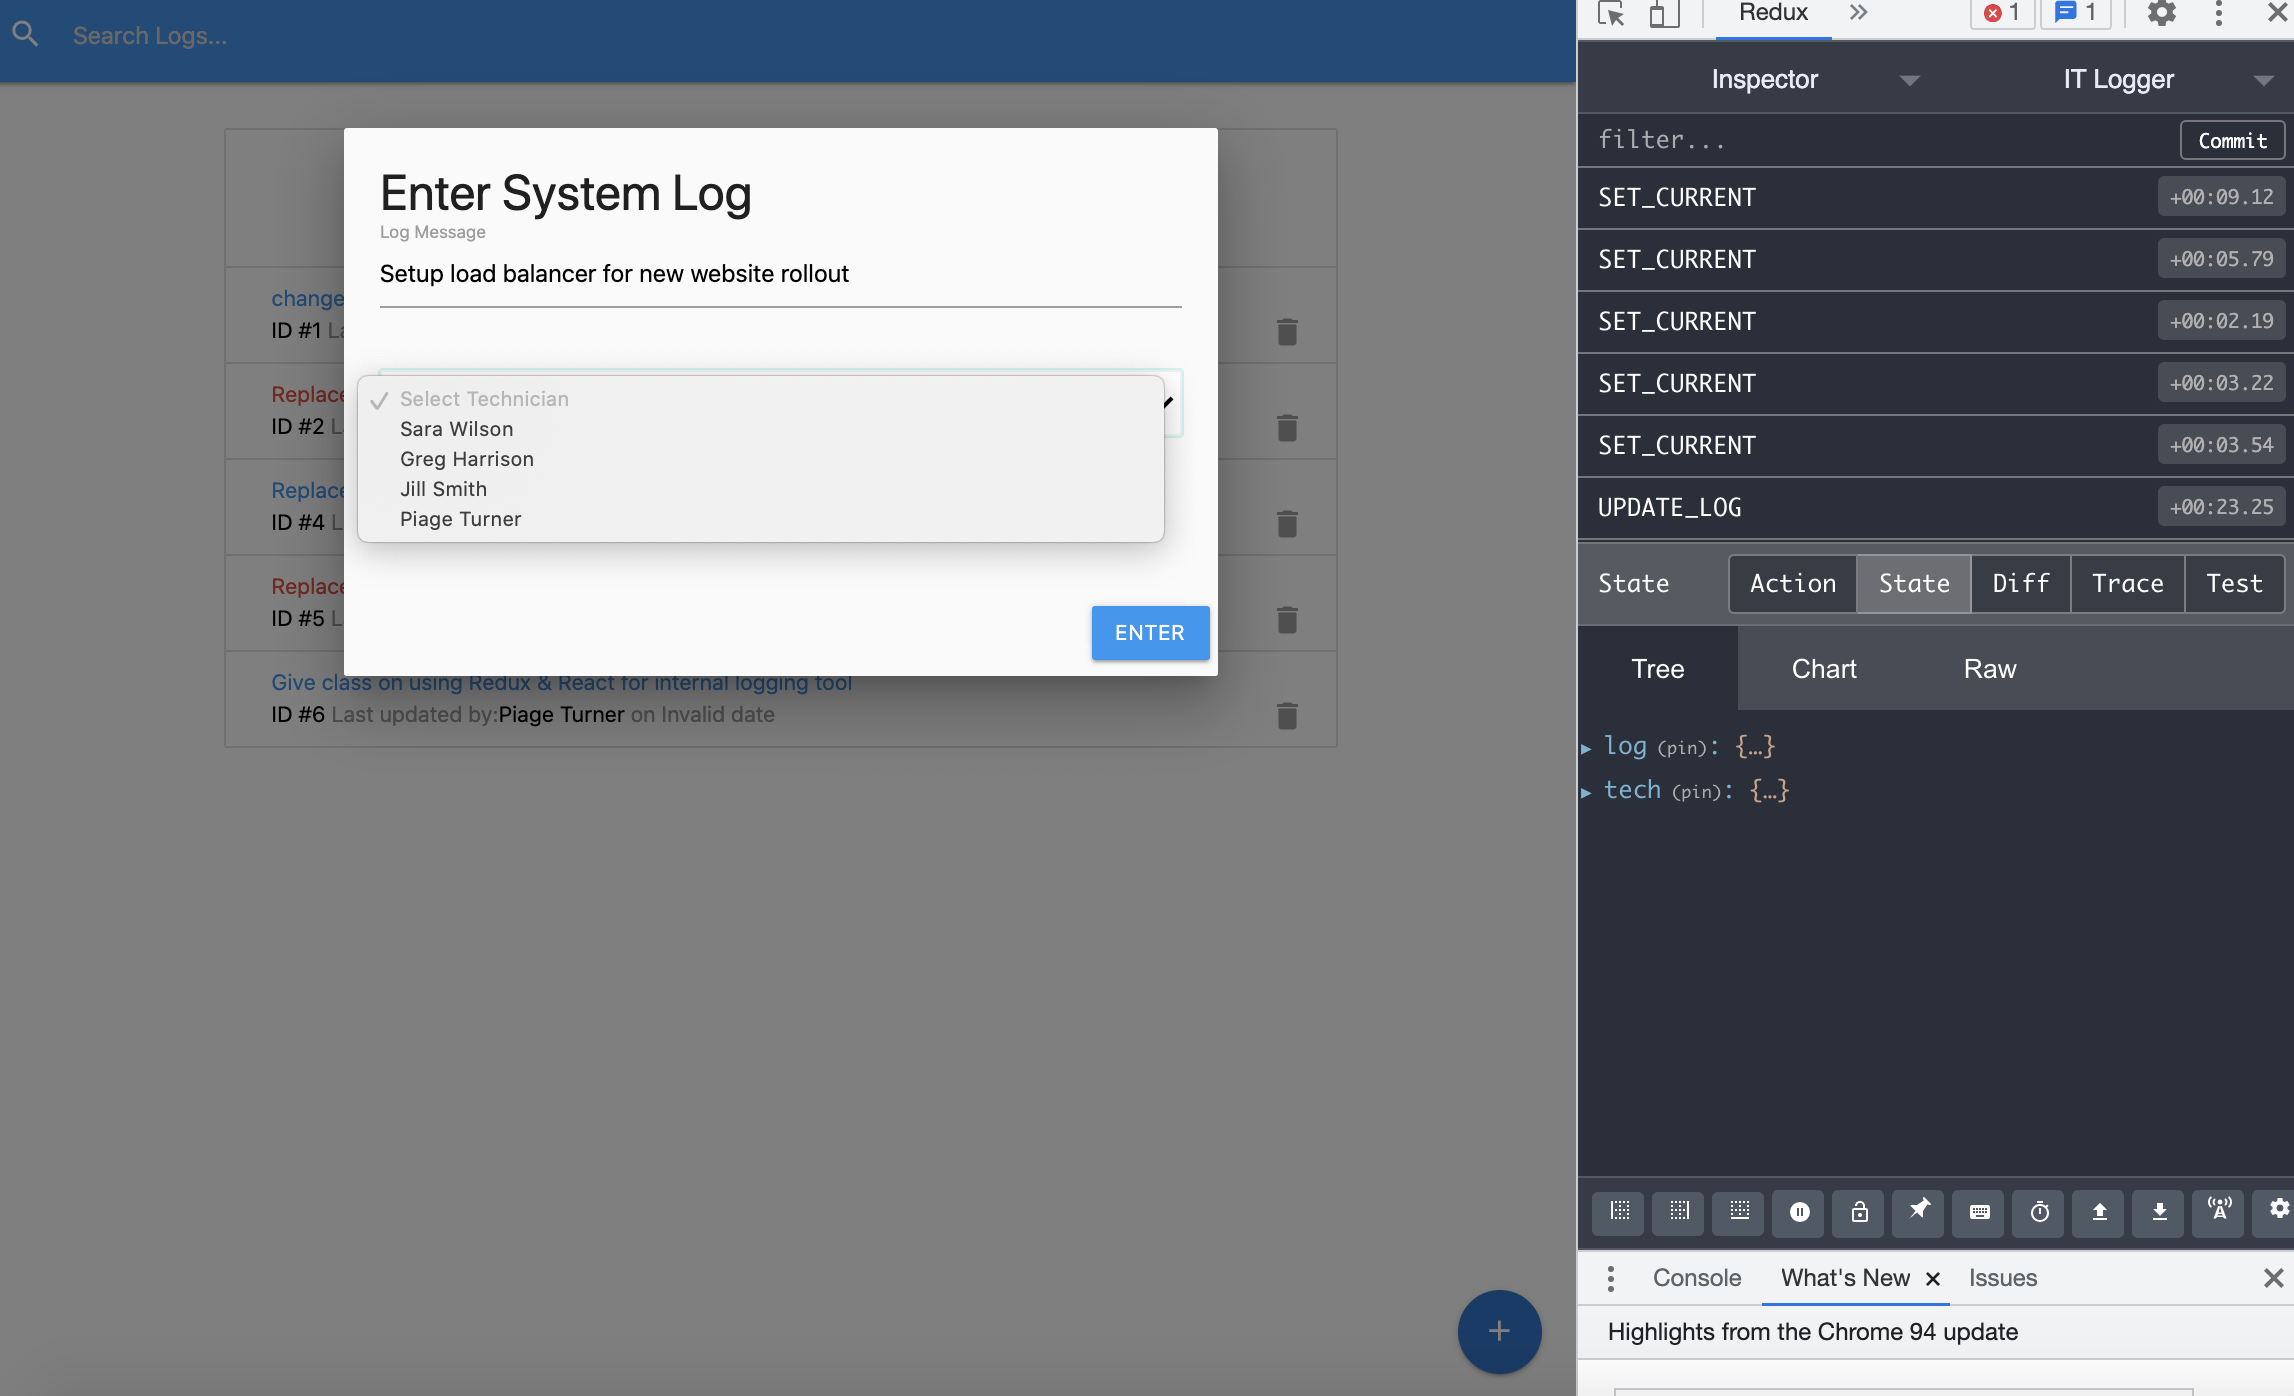 Search Logs...
Enter System Log
Log Message
Setup load balancer for new website rollout
Select Technician
Sara Wilson
Greg Harrison
Jill Smith
Piage Turner
ENTER
change
ID #1 La
Replace
ID #2 L
Replace
ID #4 L
Replace
ID #5 L
Give class on using Redux & React for internal logging tool
ID #6 Last updated by:Piage Turner on Invalid date
+
Redux
1
1
Inspector
IT Logger
filter...
Commit
SET_CURRENT +00:09.12
SET_CURRENT +00:05.79
SET_CURRENT +00:02.19
SET_CURRENT +00:03.22
SET_CURRENT +00:03.54
UPDATE_LOG +00:23.25
State
Action State Diff Trace Test
Tree Chart Raw
log (pin): {…}
tech (pin): {…}
Console What's New Issues
Highlights from the Chrome 94 update